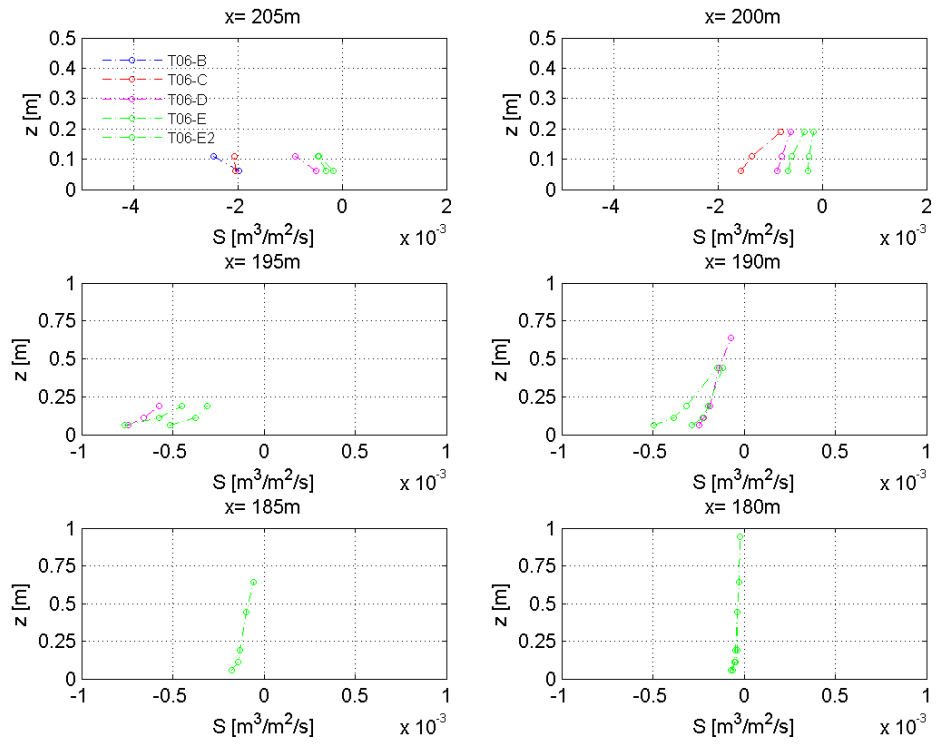 x= 205m
x= 200m
0.5
0.4
0.3
0.2
0.1
0
z [m]
T06-B
T06-C
T06-D
T06-E
T06-E2
-4
-2
0
2
S [m³/m²/s]
x 10⁻³
0.5
0.4
0.3
0.2
0.1
0
z [m]
-4
-2
0
2
S [m³/m²/s]
x 10⁻³
x= 195m
x= 190m
1
0.75
0.5
0.25
0
z [m]
-1
-0.5
0
0.5
1
S [m³/m²/s]
x 10⁻³
1
0.75
0.5
0.25
0
z [m]
-1
-0.5
0
0.5
1
S [m³/m²/s]
x 10⁻³
x= 185m
x= 180m
1
0.75
0.5
0.25
0
z [m]
-1
-0.5
0
0.5
1
S [m³/m²/s]
x 10⁻³
1
0.75
0.5
0.25
0
z [m]
-1
-0.5
0
0.5
1
S [m³/m²/s]
x 10⁻³